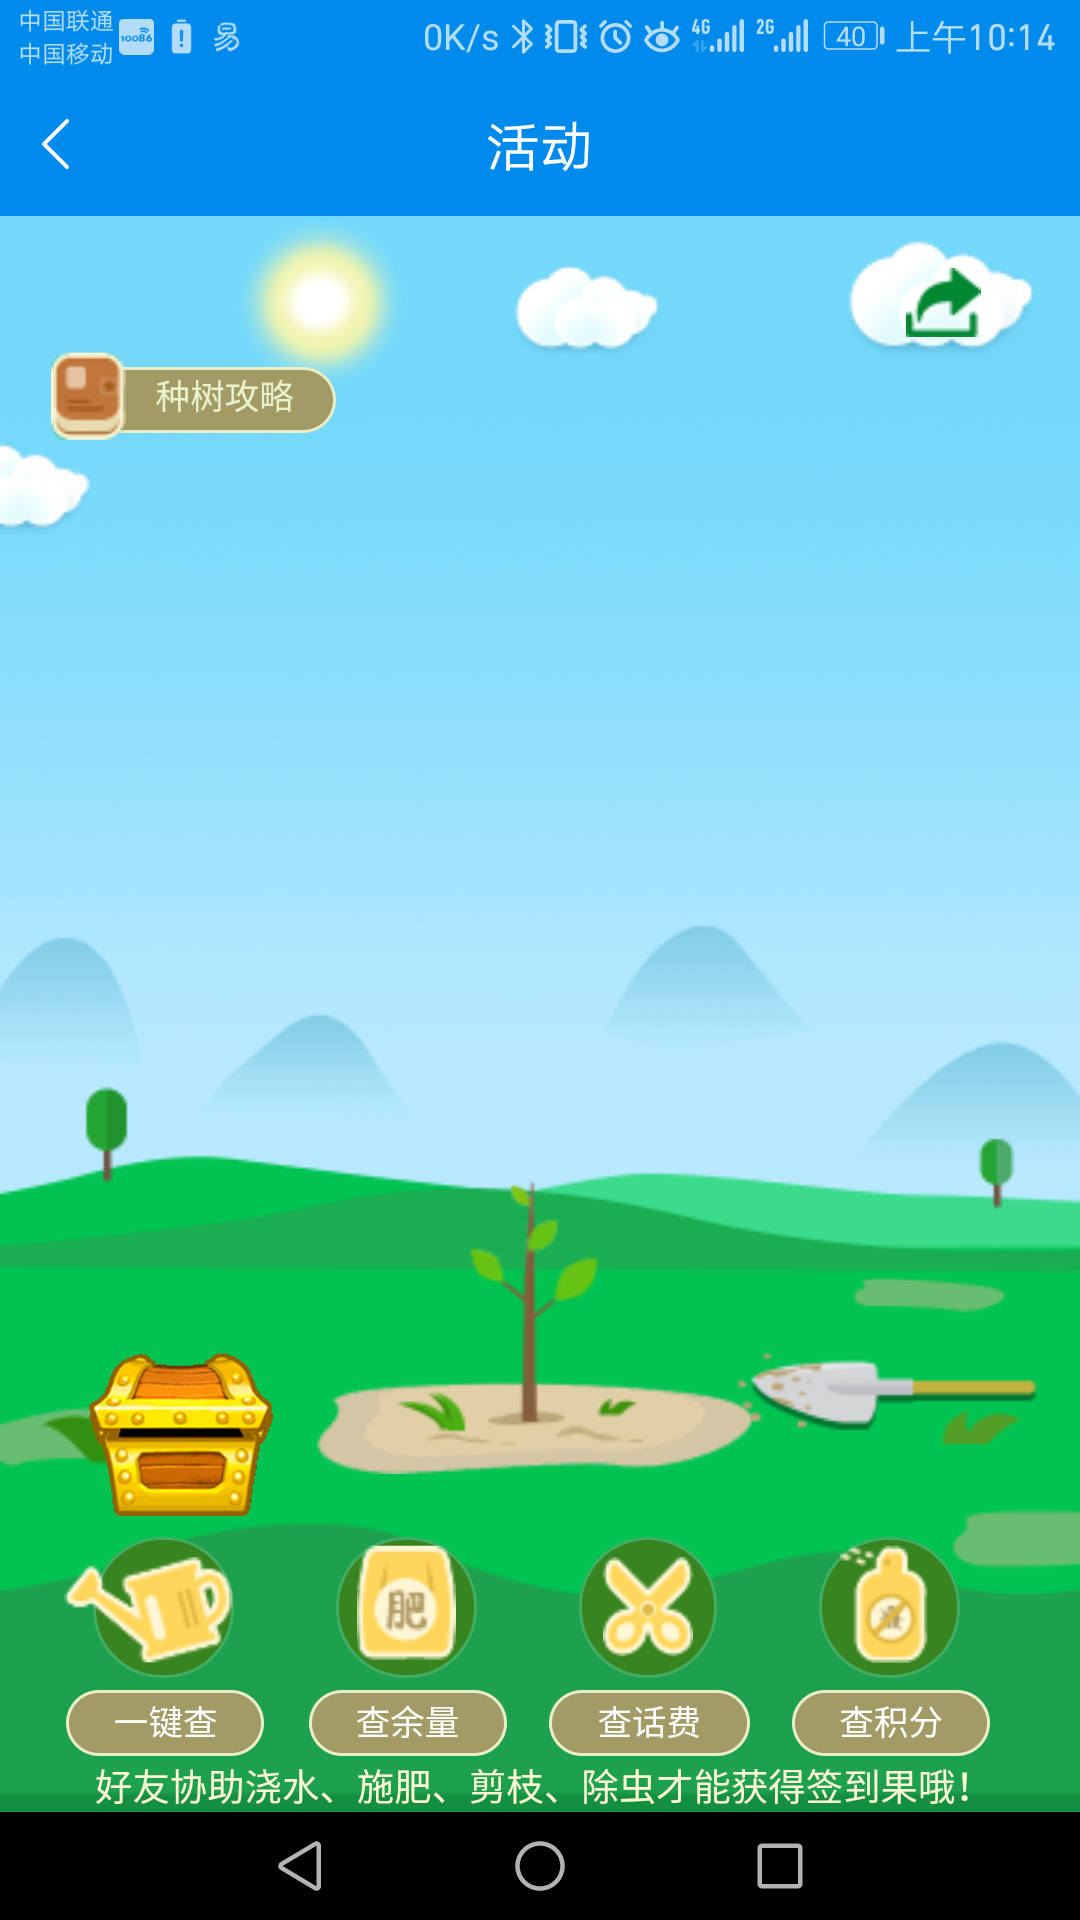 中国联通
中国移动
10086
易
0K/s
4G
2G
40
上午10:14
活动
种树攻略
肥
一键查
查余量
查话费
查积分
好友协助浇水、施肥、剪枝、除虫才能获得签到果哦!